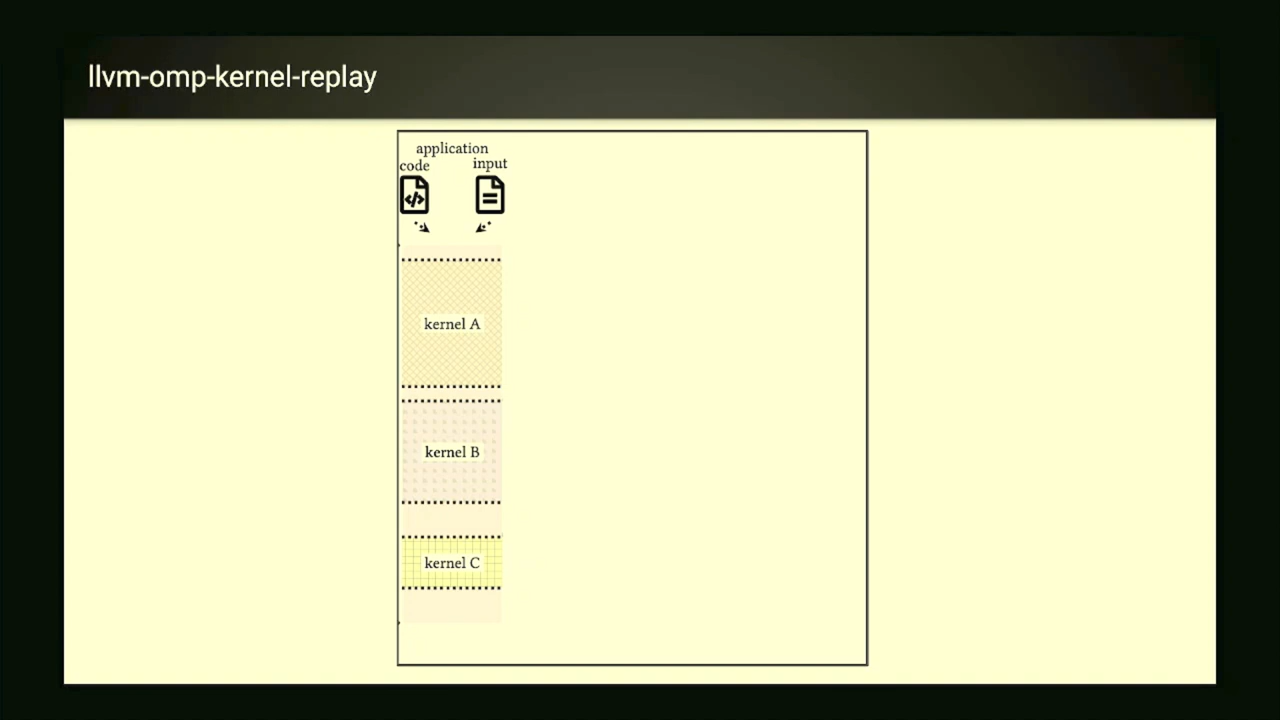 llvm-omp-kernel-replay
application
code input
kernel A
kernel B
kernel C